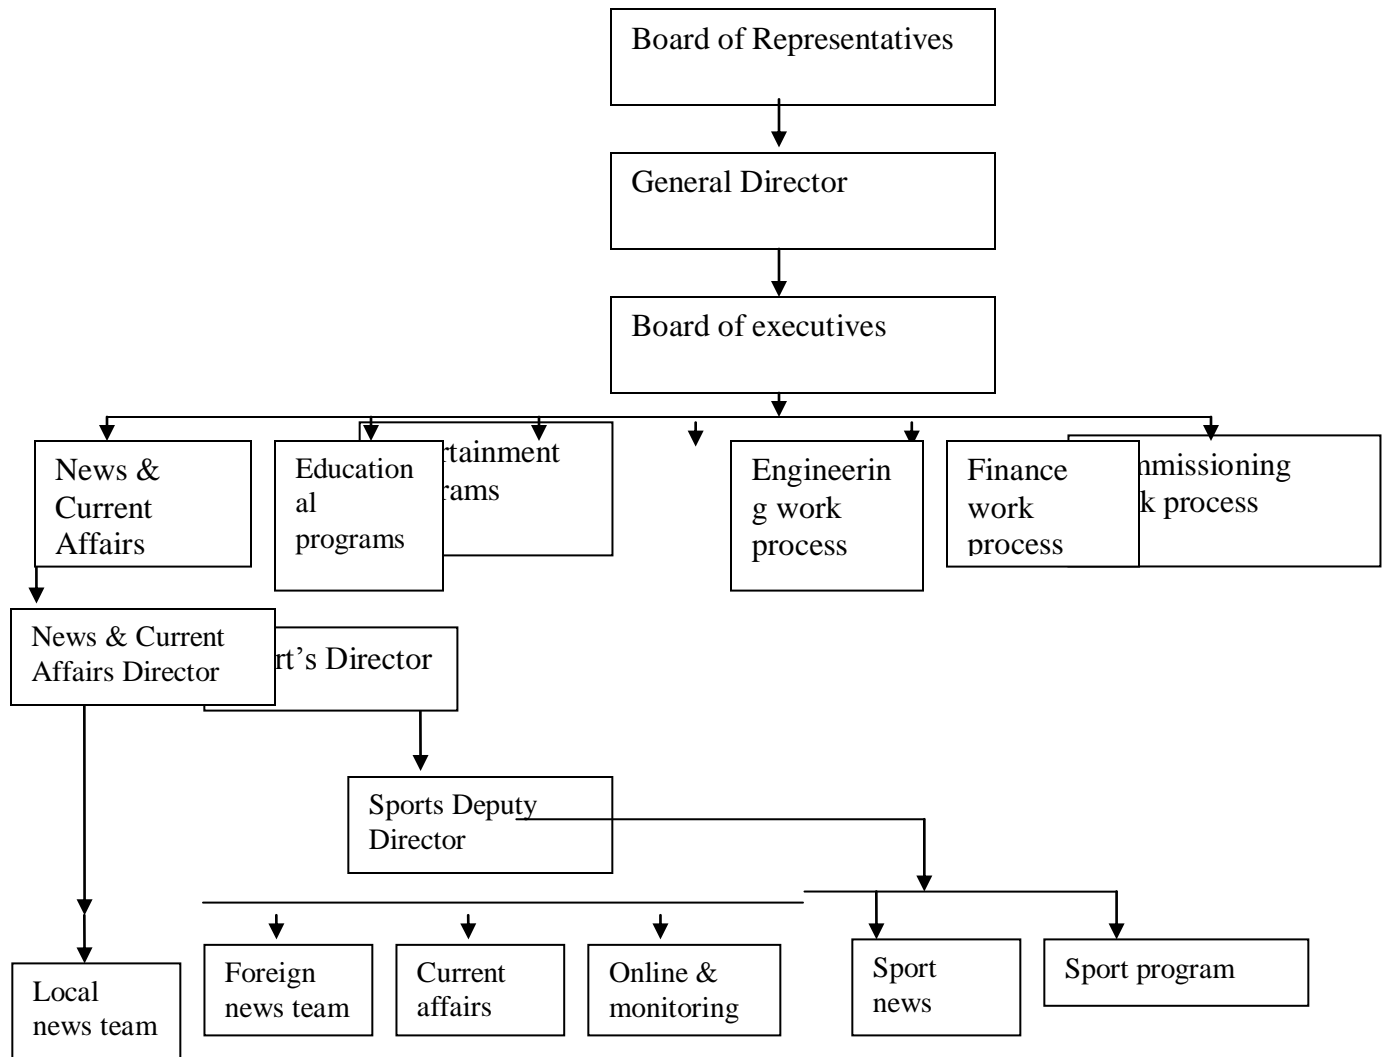 Board of Representatives
General Director
Board of executives
News &
Current
Affairs
Education
al
programs
rtainment
rams
Engineerin
g work
process
Finance
work
process
mmissioning
k process
News & Current
Affairs Director
rt’s Director
Sports Deputy
Director
Local
news team
Foreign
news team
Current
affairs
Online &
monitoring
Sport
news
Sport program